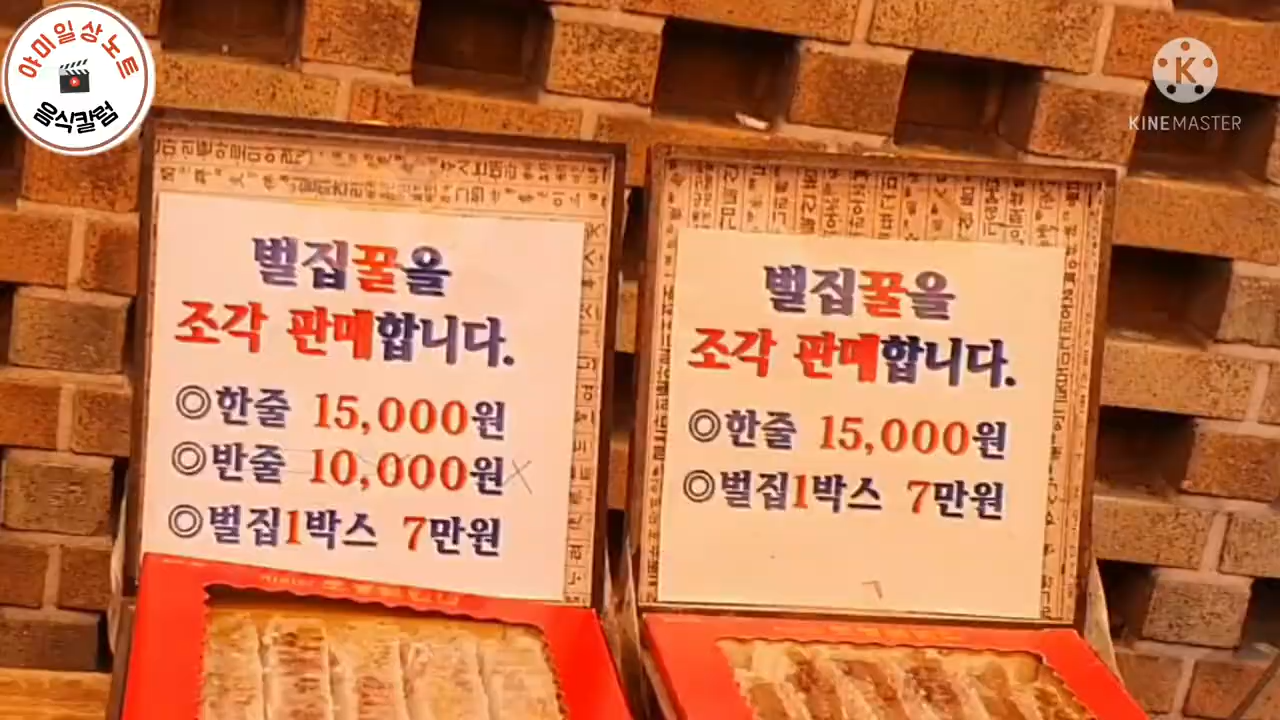 야미일상노트
음식칼럼
KINEMASTER
벌집꿀을
조각 판매합니다.
◎한줄 15,000원
◎반줄 10,000원
◎벌집1박스 7만원
벌집꿀을
조각 판매합니다.
◎한줄 15,000원
◎벌집1박스 7만원